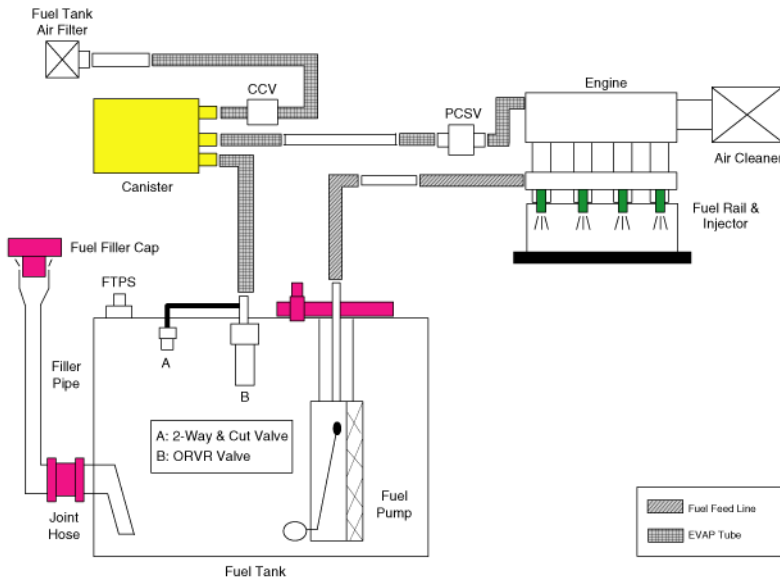 Fuel Tank
Air Filter
CCV
PCSV
Engine
Air Cleaner
Canister
Fuel Rail &
Injector
Fuel Filler Cap
FTPS
Filler
Pipe
A
B
A: 2-Way & Cut Valve
B: ORVR Valve
Joint
Hose
Fuel
Pump
Fuel Tank
Fuel Feed Line
EVAP Tube